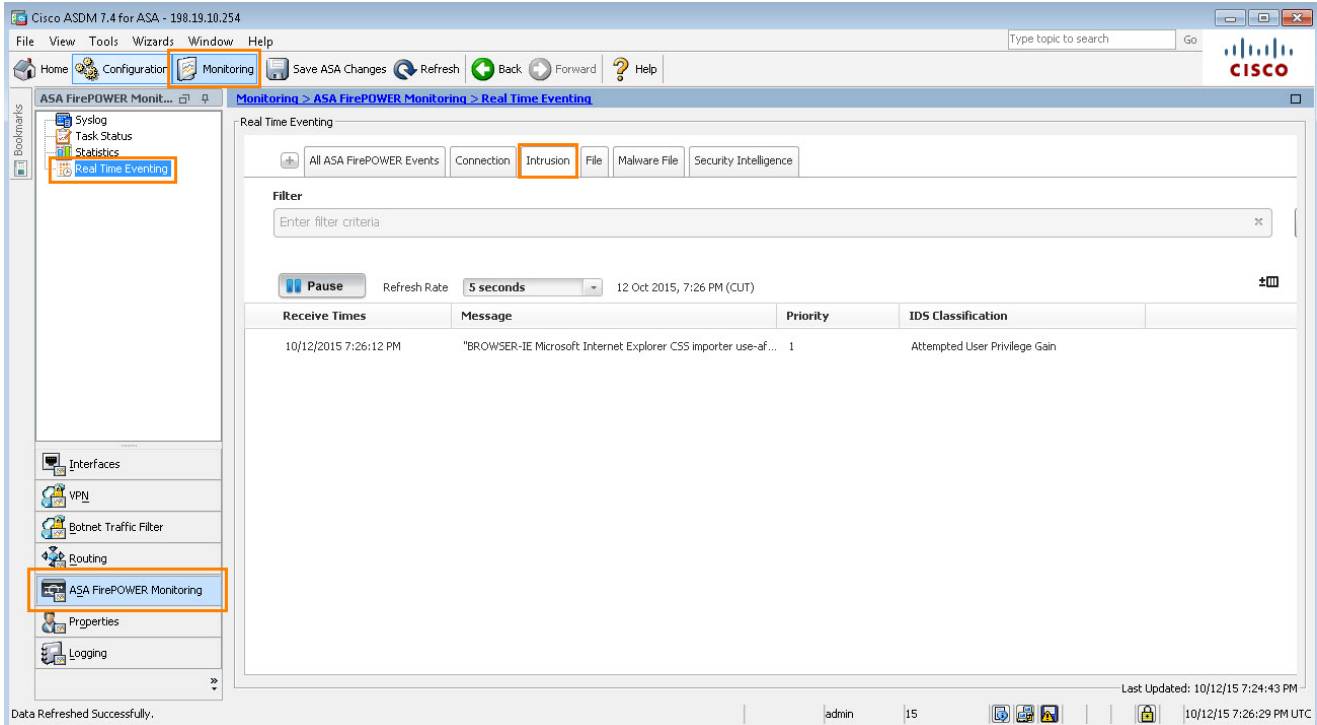 Cisco ASDM 7.4 for ASA - 198.19.10.254
File View Tools Wizards Window Help
Type topic to search Go
CISCO
Home Configuration Monitoring Save ASA Changes Refresh Back Forward Help
Bookmarks
ASA FirePOWER Monit...
Syslog
Task Status
Statistics
Real Time Eventing
Monitoring > ASA FirePOWER Monitoring > Real Time Eventing
Real Time Eventing
All ASA FirePOWER Events Connection Intrusion File Malware File Security Intelligence
Filter
Enter filter criteria
Pause Refresh Rate 5 seconds 12 Oct 2015, 7:26 PM (CUT)
Receive Times Message Priority IDS Classification
10/12/2015 7:26:12 PM "BROWSER-IE Microsoft Internet Explorer CSS importer use-af... 1 Attempted User Privilege Gain
Interfaces
VPN
Botnet Traffic Filter
Routing
ASA FirePOWER Monitoring
Properties
Logging
Last Updated: 10/12/15 7:24:43 PM
Data Refreshed Successfully. admin 15 10/12/15 7:26:29 PM UTC